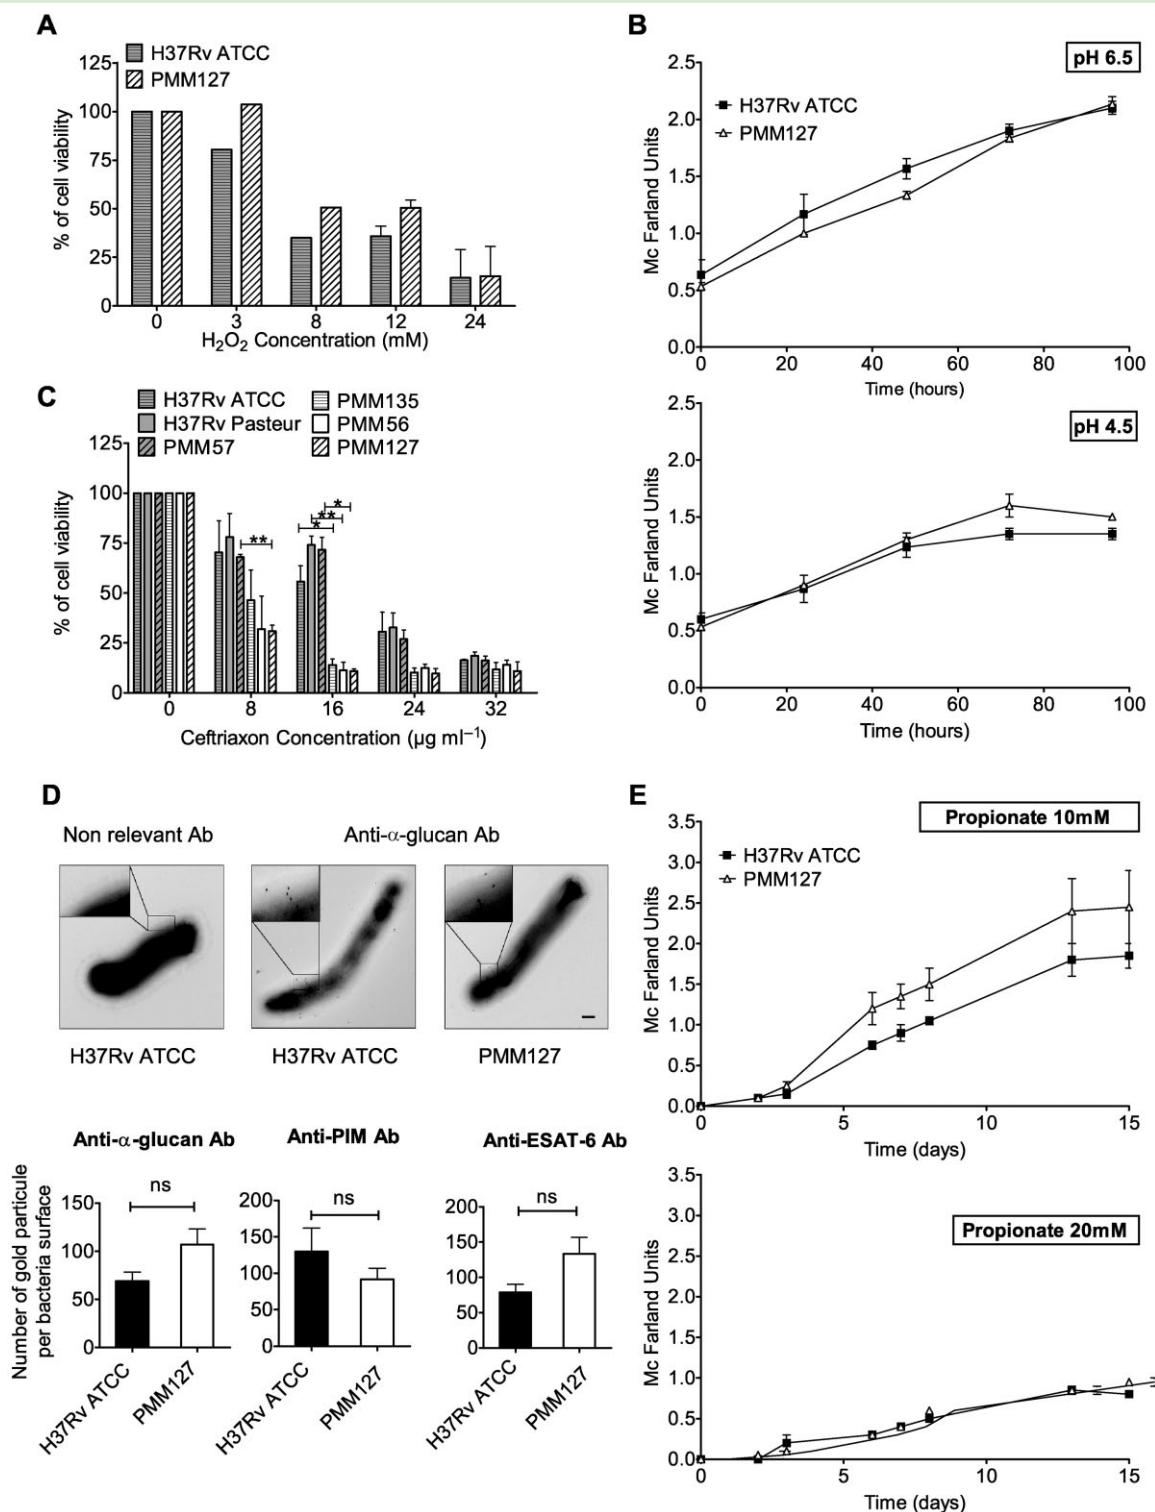 A
H37Rv ATCC
PMM127
% of cell viability
125
100
75
50
25
0
0 3 8 12 24
H₂O₂ Concentration (mM)
B
pH 6.5
H37Rv ATCC
PMM127
Mc Farland Units
2.5
2.0
1.5
1.0
0.5
0.0
0 20 40 60 80 100
Time (hours)
pH 4.5
Mc Farland Units
2.5
2.0
1.5
1.0
0.5
0.0
0 20 40 60 80 100
Time (hours)
C
H37Rv ATCC PMM135
H37Rv Pasteur PMM56
PMM57 PMM127
% of cell viability
125
100
75
50
25
0
*
**
*
**
0 8 16 24 32
Ceftriaxon Concentration (µg ml⁻¹)
D
Non relevant Ab Anti-α-glucan Ab
H37Rv ATCC H37Rv ATCC PMM127
Anti-α-glucan Ab Anti-PIM Ab Anti-ESAT-6 Ab
Number of gold particule
per bacteria surface
150
100
50
0
ns
H37Rv ATCC PMM127
200
150
100
50
0
ns
H37Rv ATCC PMM127
200
150
100
50
0
ns
H37Rv ATCC PMM127
E
Propionate 10mM
H37Rv ATCC
PMM127
Mc Farland Units
3.5
3.0
2.5
2.0
1.5
1.0
0.5
0.0
0 5 10 15
Time (days)
Propionate 20mM
Mc Farland Units
3.5
3.0
2.5
2.0
1.5
1.0
0.5
0.0
0 5 10 15
Time (days)